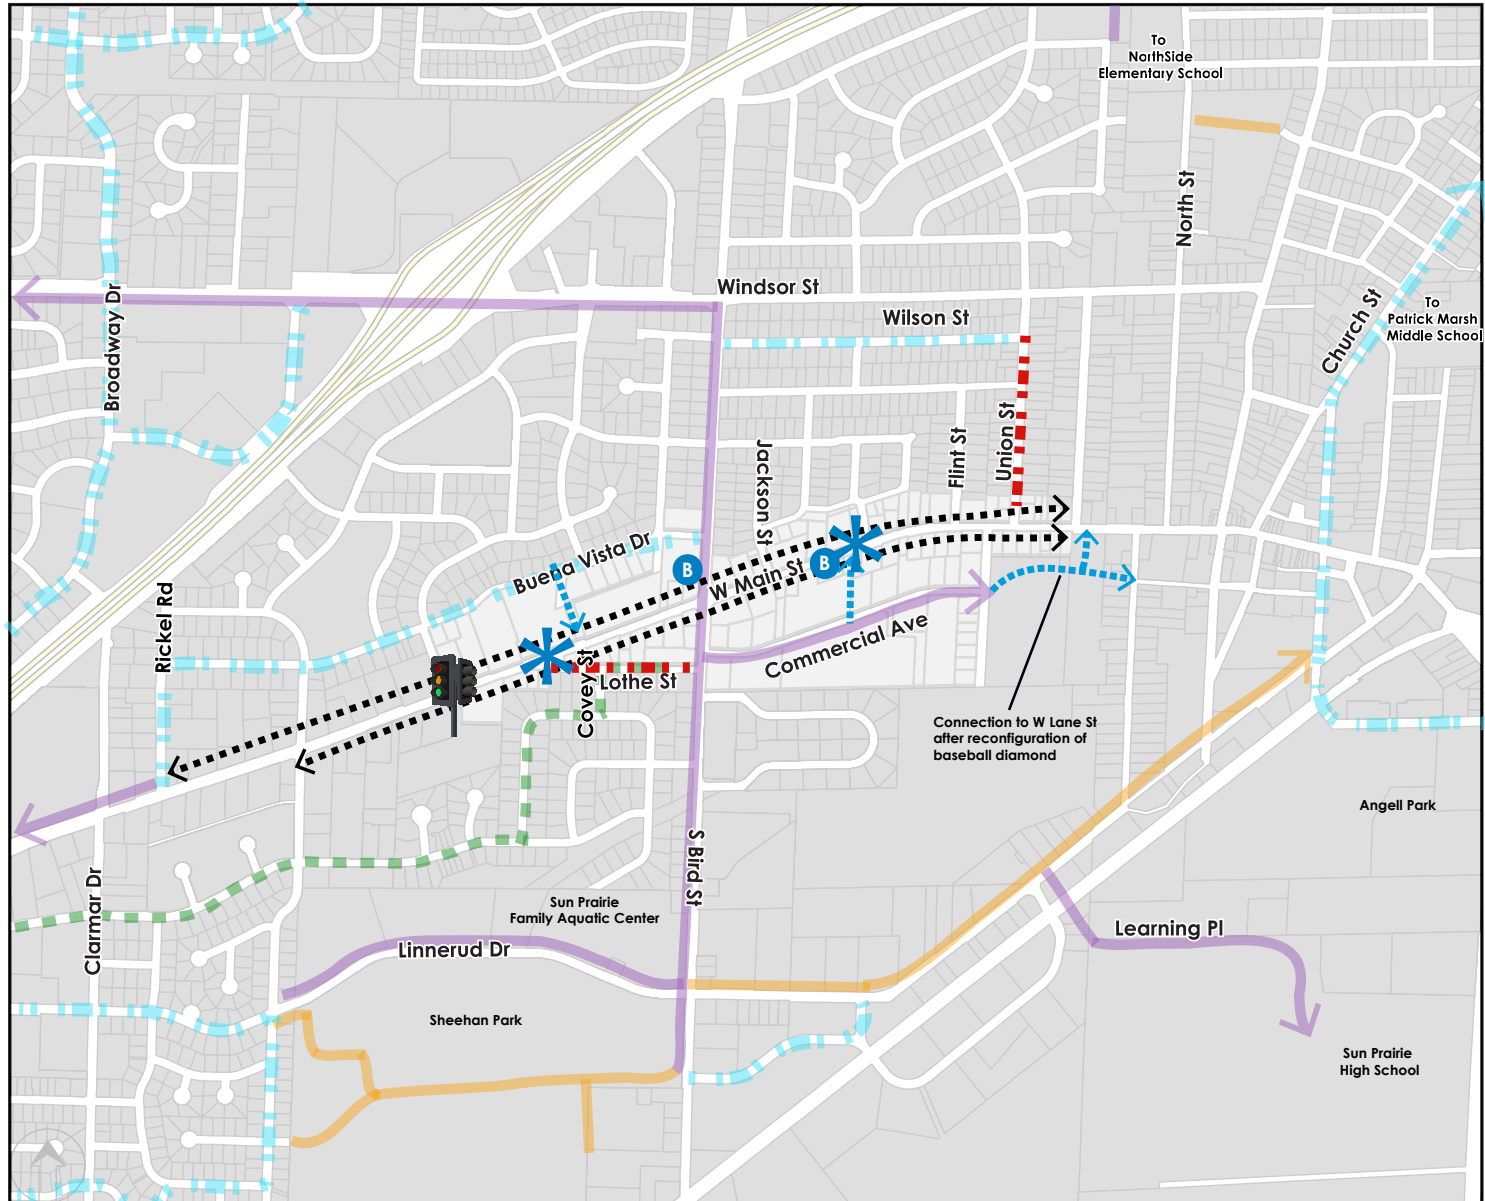 To
NorthSide
Elementary School
North St
Windsor St
Wilson St
Church St
To
Patrick Marsh
Middle School
Broadway Dr
Union St
Flint St
Jackson St
Buena Vista Dr
B
B
W Main St
Rickel Rd
Commercial Ave
Covey St
Lothe St
Connection to W Lane St
after reconfiguration of
baseball diamond
Angell Park
S Bird St
Clarmar Dr
Sun Prairie
Family Aquatic Center
Linnerud Dr
Learning Pl
Sheehan Park
Sun Prairie
High School